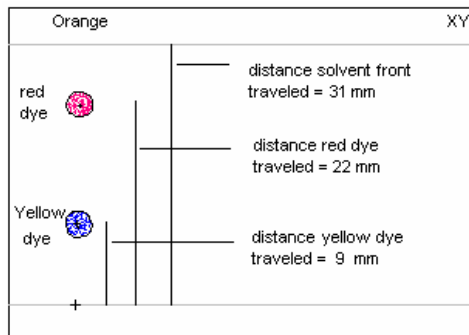 Orange
XY
distance solvent front
traveled = 31 mm
red
dye
distance red dye
traveled = 22 mm
Yellow
dye
distance yellow dye
traveled = 9 mm
+